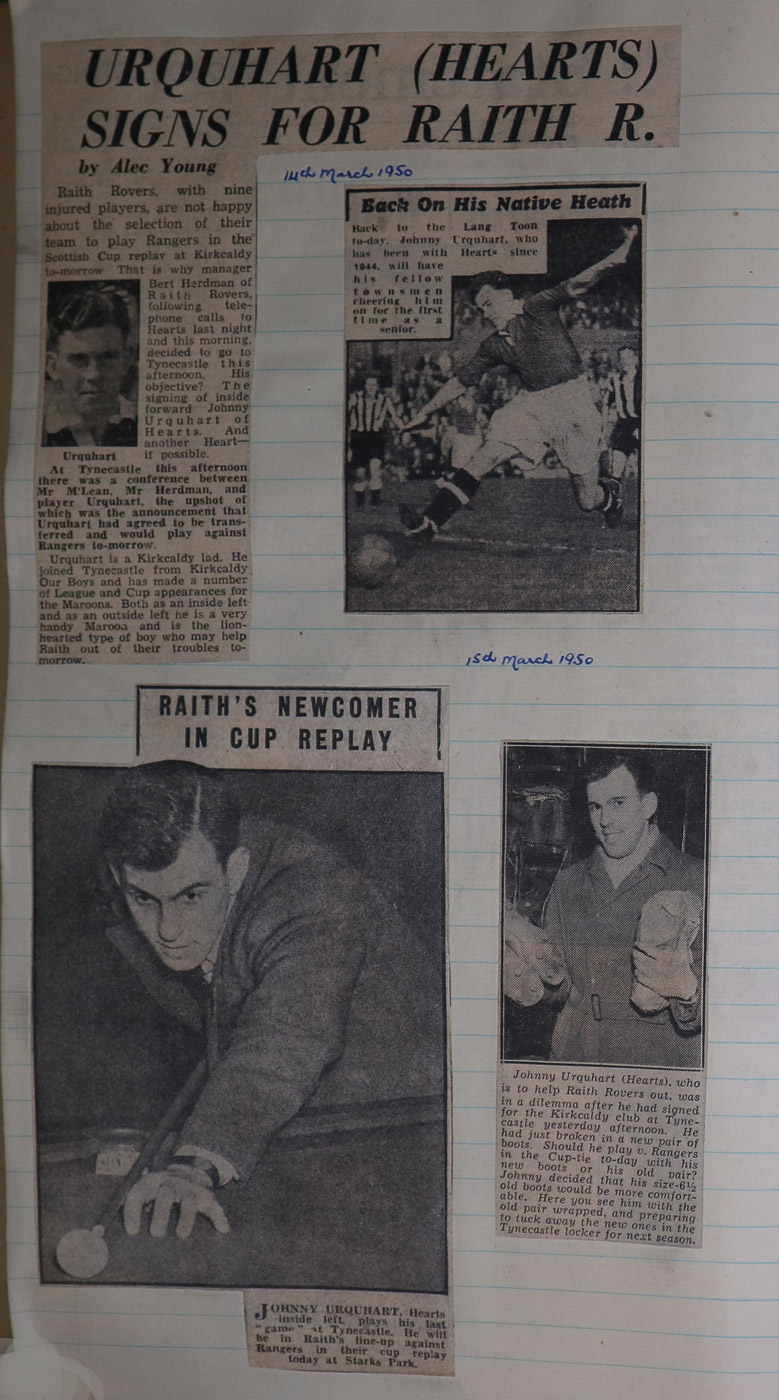 URQUHART (HEARTS)
SIGNS FOR RAITH R.
by Alec Young
Raith Rovers, with nine
injured players, are not happy
about the selection of their
team to play Rangers in the
Scottish Cup replay at Kirkcaldy
to-morrow That is why manager
Bert Herdman of
Raith Rovers,
following tele-
phone calls to
Hearts last night
and this morning,
decided to go to
Tynecastle this
afternoon. His
objective? The
signing of inside
forward Johnny
Urquhart of
Hearts. And
another Heart—
if possible.
Urquhart
At Tynecastle this afternoon
there was a conference between
Mr M'Lean, Mr Herdman, and
player Urquhart, the upshot of
which was the announcement that
Urquhart had agreed to be trans-
ferred and would play against
Rangers to-morrow.
Urquhart is a Kirkcaldy lad. He
joined Tynecastle from Kirkcaldy
Our Boys and has made a number
of League and Cup appearances for
the Maroons. Both as an inside left
and as an outside left he is a very
handy Maroon and is the lion-
hearted type of boy who may help
Raith out of their troubles to-
morrow.
14th March 1950
Back On His Native Heath
Back to the Lang Toon
to-day, Johnny Urquhart, who
has been with Hearts since
1944, will have
his fellow
townsmen
cheering him
on for the first
time as a
senior.
15th March 1950
RAITH'S NEWCOMER
IN CUP REPLAY
JOHNNY URQUHART, Hearts
inside left, plays his last
"game" at Tynecastle. He will
be in Raith's line-up against
Rangers in their cup replay
today at Starks Park.
Johnny Urquhart (Hearts), who
is to help Raith Rovers out, was
in a dilemma after he had signed
for the Kirkcaldy club at Tyne-
castle yesterday afternoon. He
had just broken in a new pair of
boots. Should he play v. Rangers
in the Cup-tie to-day with his
new boots or his old pair?
Johnny decided that his size-6½
old boots would be more comfort-
able. Here you see him with the
old pair wrapped, and preparing
to tuck away the new ones in the
Tynecastle locker for next season.